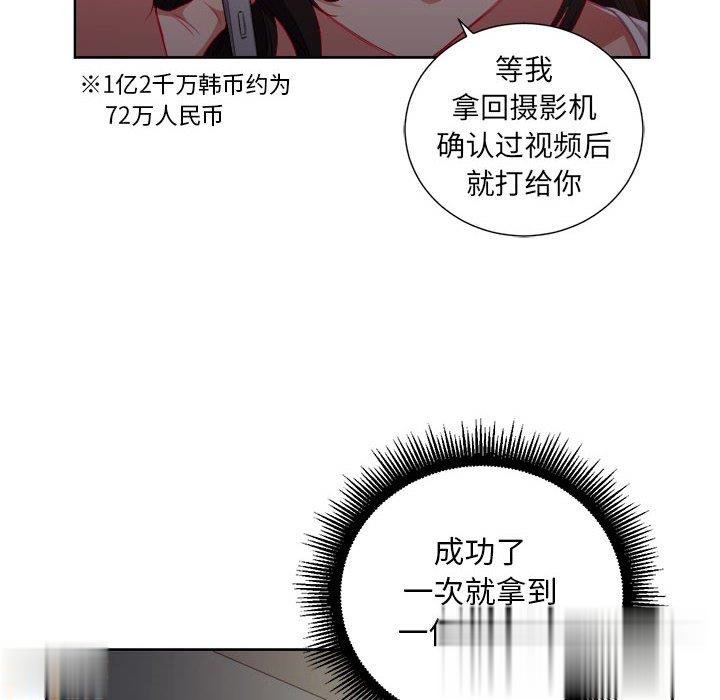 ※1亿2千万韩币约为
72万人民币
等我
拿回摄影机
确认过视频后
就打给你
成功了
一次就拿到
一亿